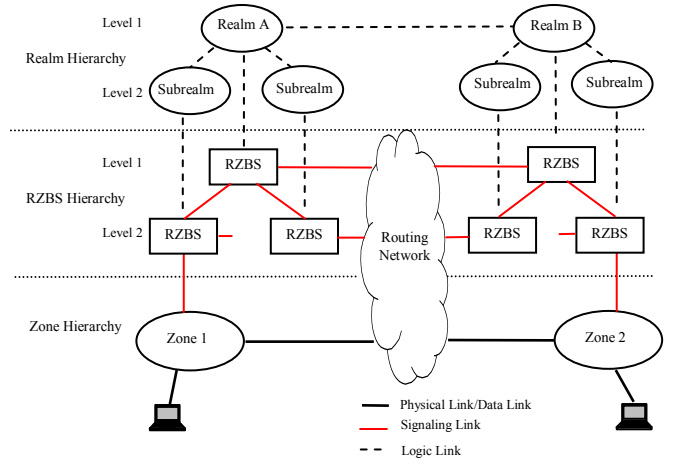 Level 1
Realm A
Realm B
Realm Hierarchy
Level 2
Subrealm
Subrealm
Subrealm
Subrealm
Level 1
RZBS
RZBS
RZBS Hierarchy
Level 2
RZBS
RZBS
Routing
Network
RZBS
RZBS
Zone Hierarchy
Zone 1
Zone 2
Physical Link/Data Link
Signaling Link
Logic Link